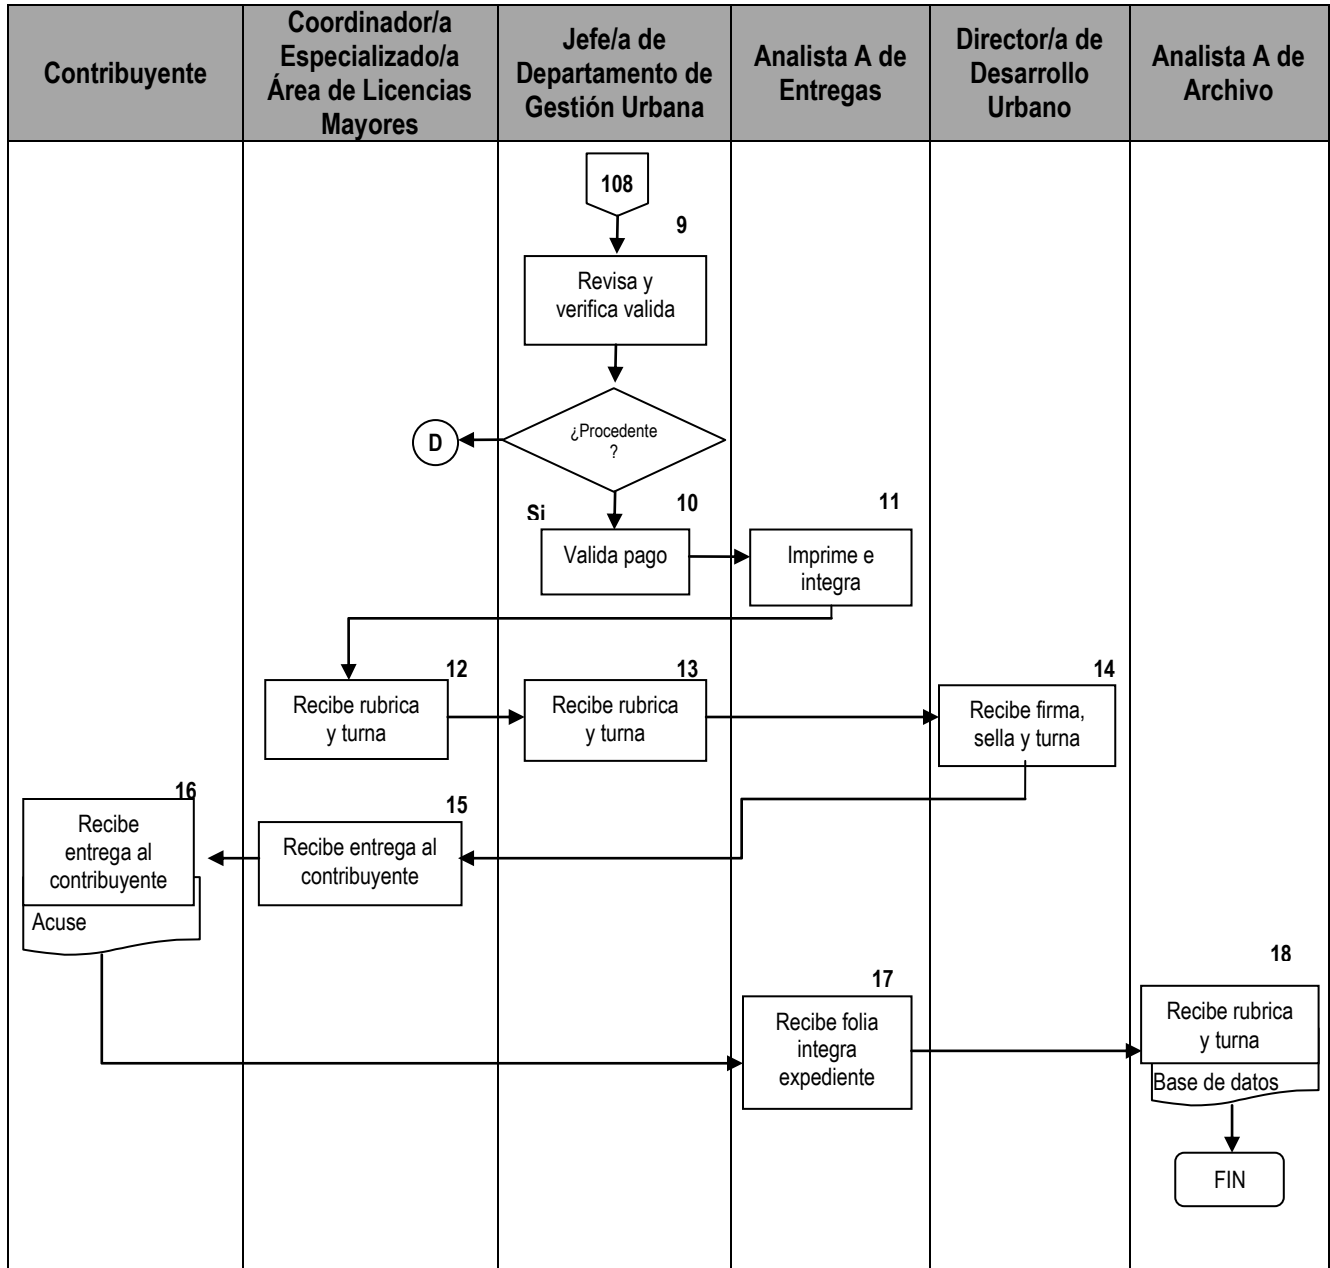 Contribuyente
Coordinador/a
Especializado/a
Área de Licencias
Mayores
Jefe/a de
Departamento de
Gestión Urbana
Analista A de
Entregas
Director/a de
Desarrollo
Urbano
Analista A de
Archivo
108
9
Revisa y
verifica valida
¿Procedente
?
D
Si
10
Valida pago
11
Imprime e
integra
12
Recibe rubrica
y turna
13
Recibe rubrica
y turna
14
Recibe firma,
sella y turna
15
Recibe entrega al
contribuyente
16
Recibe
entrega al
contribuyente
Acuse
17
Recibe folia
integra
expediente
18
Recibe rubrica
y turna
Base de datos
FIN